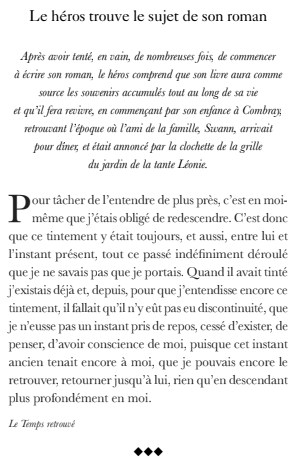 Le héros trouve le sujet de son roman
Après avoir tenté, en vain, de nombreuses fois, de commencer
à écrire son roman, le héros comprend que son livre aura comme
source les souvenirs accumulés tout au long de sa vie
et qu'il fera revivre, en commençant par son enfance à Combray,
retrouvant l'époque où l'ami de la famille, Swann, arrivait
pour dîner, et était annoncé par la clochette de la grille
du jardin de la tante Léonie.
Pour tâcher de l'entendre de plus près, c'est en moi-
même que j'étais obligé de redescendre. C'est donc
que ce tintement y était toujours, et aussi, entre lui et
l'instant présent, tout ce passé indéfiniment déroulé
que je ne savais pas que je portais. Quand il avait tinté
j'existais déjà et, depuis, pour que j'entendisse encore ce
tintement, il fallait qu'il n'y eût pas eu discontinuité, que
je n'eusse pas un instant pris de repos, cessé d'exister, de
penser, d'avoir conscience de moi, puisque cet instant
ancien tenait encore à moi, que je pouvais encore le
retrouver, retourner jusqu'à lui, rien qu'en descendant
plus profondément en moi.
Le Temps retrouvé